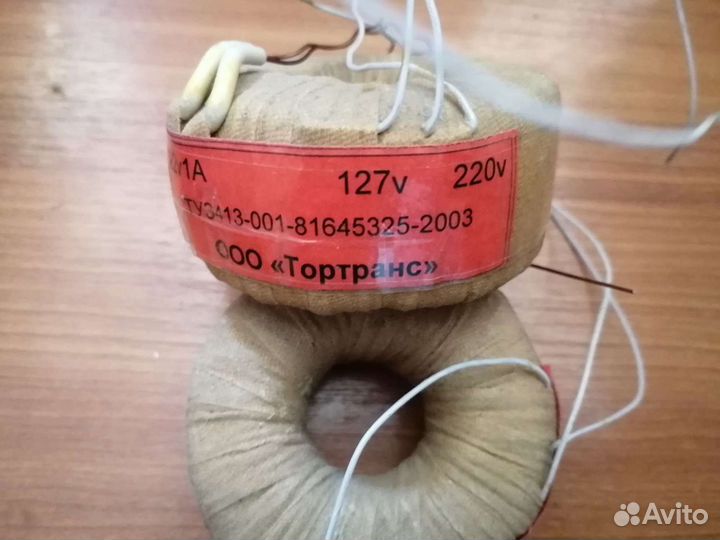 1A 127v 220v
ТУ3413-001-81645325-2003
ООО «Тортранс»
Avito